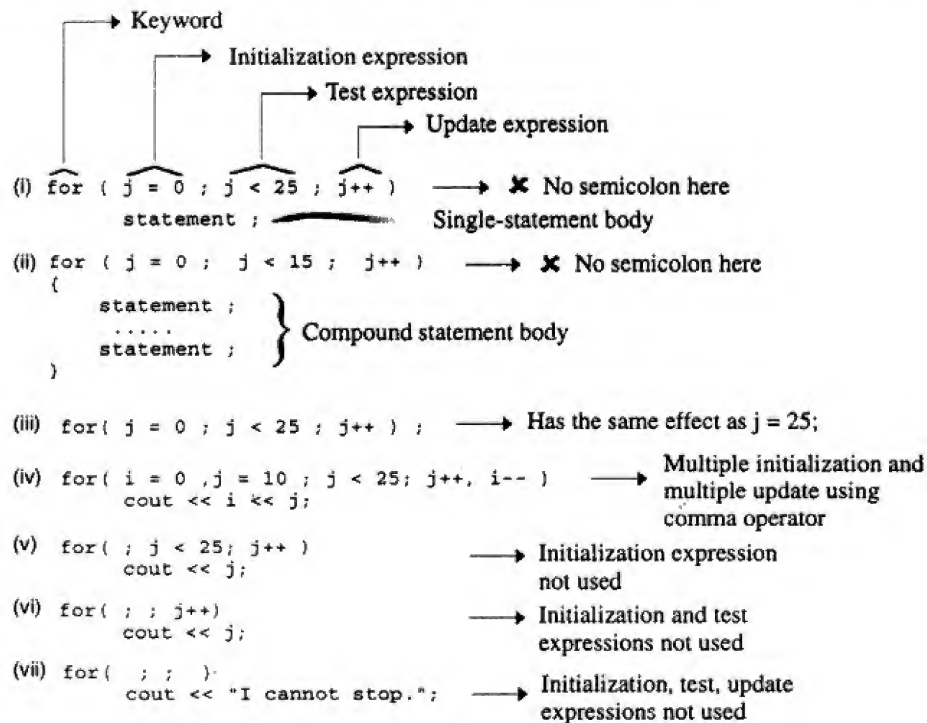 Keyword
Initialization expression
Test expression
Update expression
(i) for ( j = 0 ; j < 25 ; j++ ) ✖ No semicolon here
statement ; Single-statement body
(ii) for ( j = 0 ; j < 15 ; j++ ) ✖ No semicolon here
{
statement ;
.....
statement ;
Compound statement body
}
(iii) for( j = 0 ; j < 25 ; j++ ) ; Has the same effect as j = 25;
(iv) for( i = 0 ,j = 10 ; j < 25; j++, i-- )
cout << i << j;
Multiple initialization and
multiple update using
comma operator
(v) for( ; j < 25; j++ )
cout << j;
Initialization expression
not used
(vi) for( ; ; j++)
cout << j;
Initialization and test
expressions not used
(vii) for( ; ; )
cout << "I cannot stop.";
Initialization, test, update
expressions not used